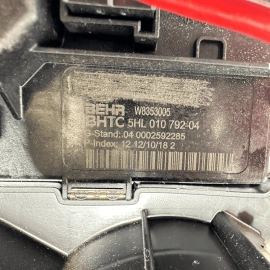 BEHR W8353005
BHTC 5HL 010 792-04
S-Stand: 04 0002592285
P-Index: 12 12/10/18 2